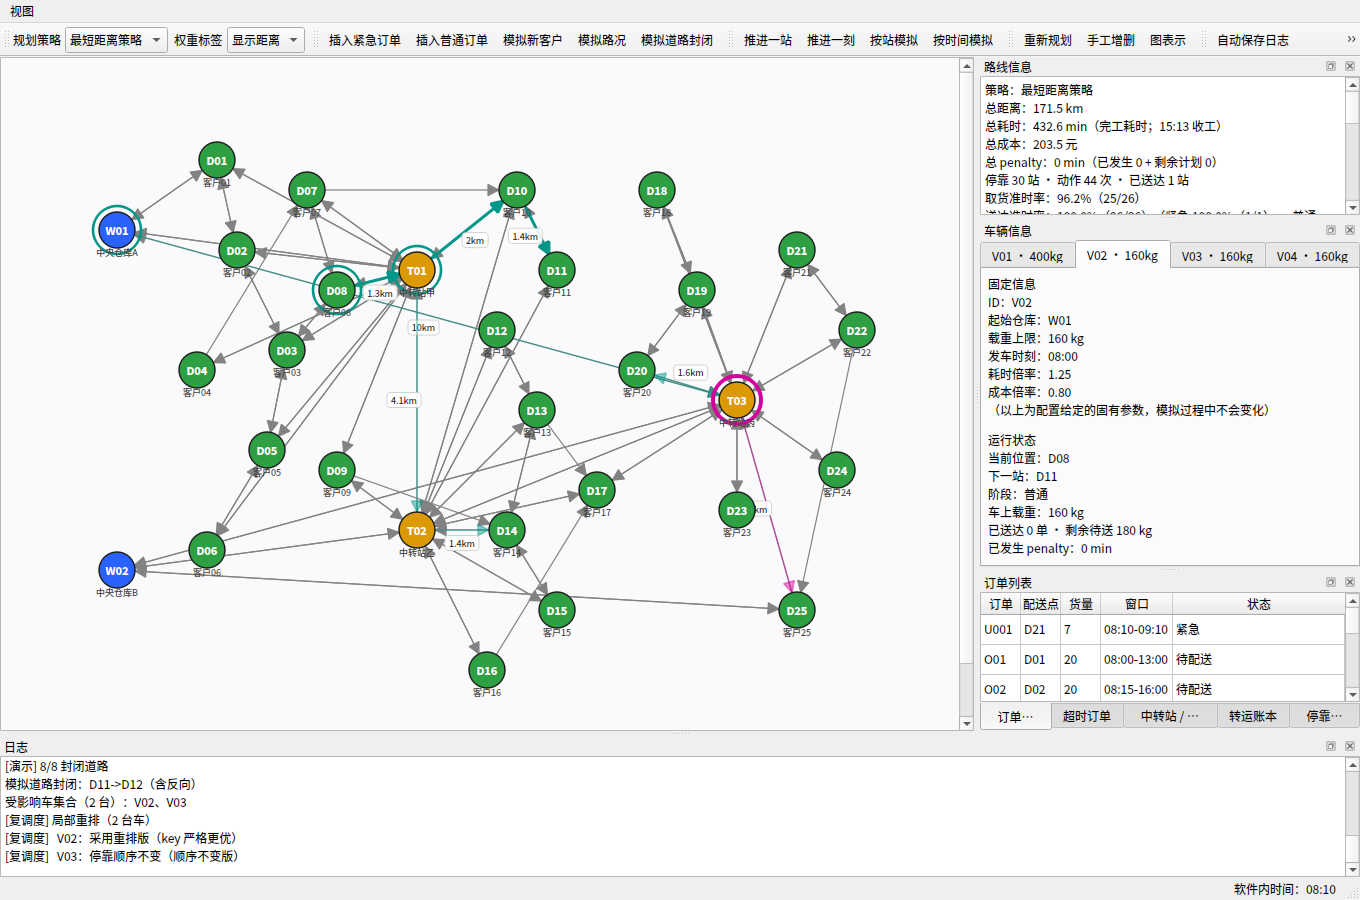 视图
规划策略 最短距离策略 权重标签 显示距离 插入紧急订单 插入普通订单 模拟新客户 模拟路况 模拟道路封闭 推进一站 推进一刻 按站模拟 按时间模拟 重新规划 手工增删 图表示 自动保存日志 ››
D01
客户01
D07
客户07
D10
客户10
D18
客户18
W01
中央仓库A
D02
客户02
2km
1.4km
D21
客户21
T01
中转站甲
D11
客户11
D08
客户08
1.3km
D19
客户19
10km
D12
客户12
D22
客户22
D03
客户03
D04
客户04
D20
客户20
1.6km
T03
4.1km
D13
客户13
D05
客户05
D09
客户09
D24
客户24
D17
客户17
D23
客户23
km
T02
中转站乙
D14
客户14
1.4km
D06
客户06
W02
中央仓库B
D15
客户15
D25
客户25
D16
客户16
路线信息
策略：最短距离策略
总距离：171.5 km
总耗时：432.6 min（完工耗时；15:13 收工）
总成本：203.5 元
总 penalty：0 min（已发生 0 + 剩余计划 0）
停靠 30 站 · 动作 44 次 · 已送达 1 站
取货准时率：96.2%（25/26）
车辆信息
V01 · 400kg V02 · 160kg V03 · 160kg V04 · 160kg
固定信息
ID：V02
起始仓库：W01
载重上限：160 kg
发车时刻：08:00
耗时倍率：1.25
成本倍率：0.80
（以上为配置给定的固有参数，模拟过程中不会变化）
运行状态
当前位置：D08
下一站：D11
阶段：普通
车上载重：160 kg
已送达 0 单 · 剩余待送 180 kg
已发生 penalty：0 min
订单列表
订单 配送点 货量 窗口 状态
U001 D21 7 08:10-09:10 紧急
O01 D01 20 08:00-13:00 待配送
O02 D02 20 08:15-16:00 待配送
订单… 超时订单 中转站 / … 转运账本 停靠…
日志
[演示] 8/8 封闭道路
模拟道路封闭：D11->D12（含反向）
受影响车集合（2 台）：V02、V03
[复调度] 局部重排（2 台车）
[复调度] V02：采用重排版（key 严格更优）
[复调度] V03：停靠顺序不变（顺序不变版）
软件内时间：08:10